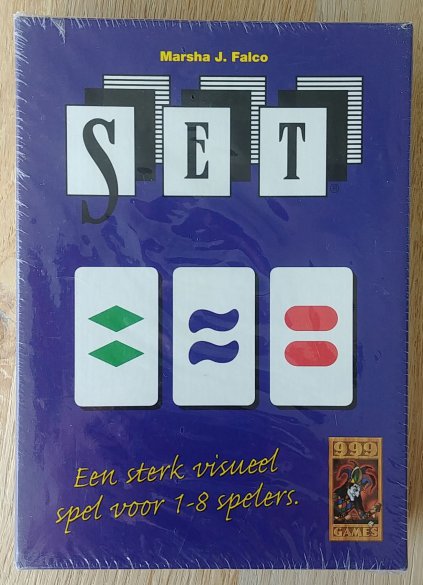 Marsha J. Falco
SET®
Een sterk visueel
spel voor 1-8 spelers.
999
GAMES